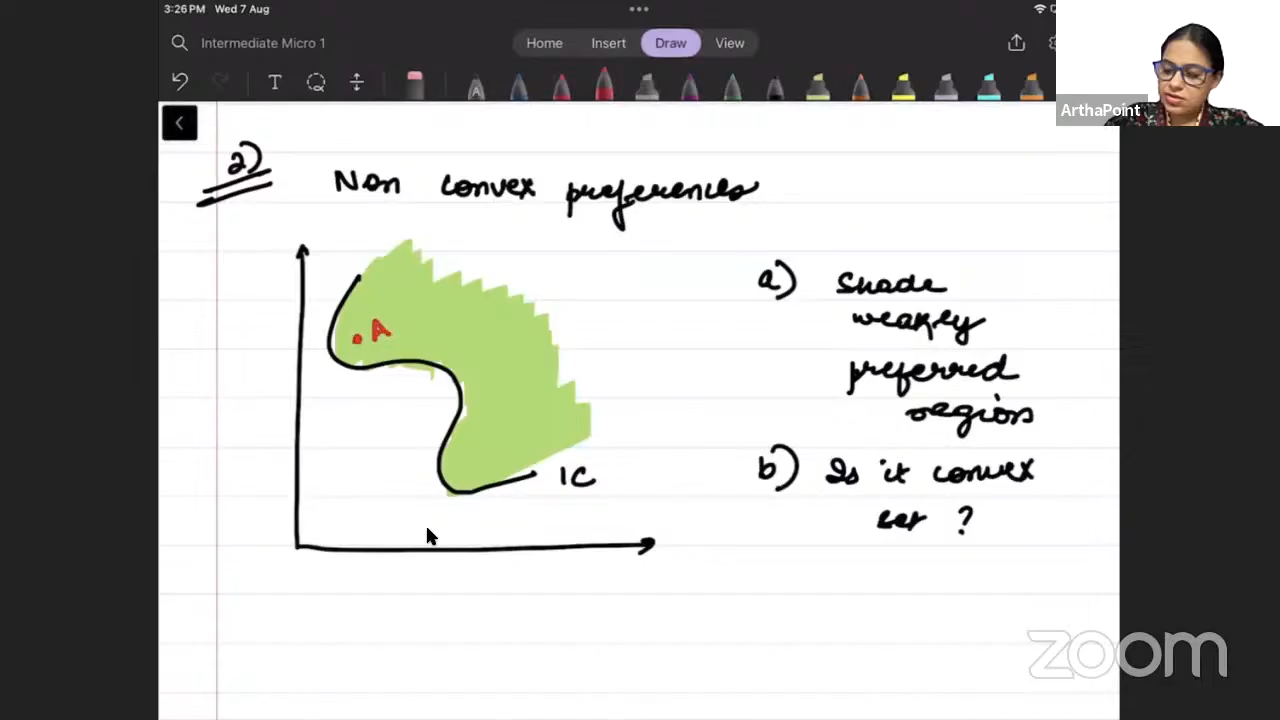 3:26 PM Wed 7 Aug
Intermediate Micro 1
Home Insert Draw View
T
A
ArthaPoint
2) Non convex preferences
A
IC
a) Shade
weakly
preferred
region
b) Is it convex
set ?
zoom